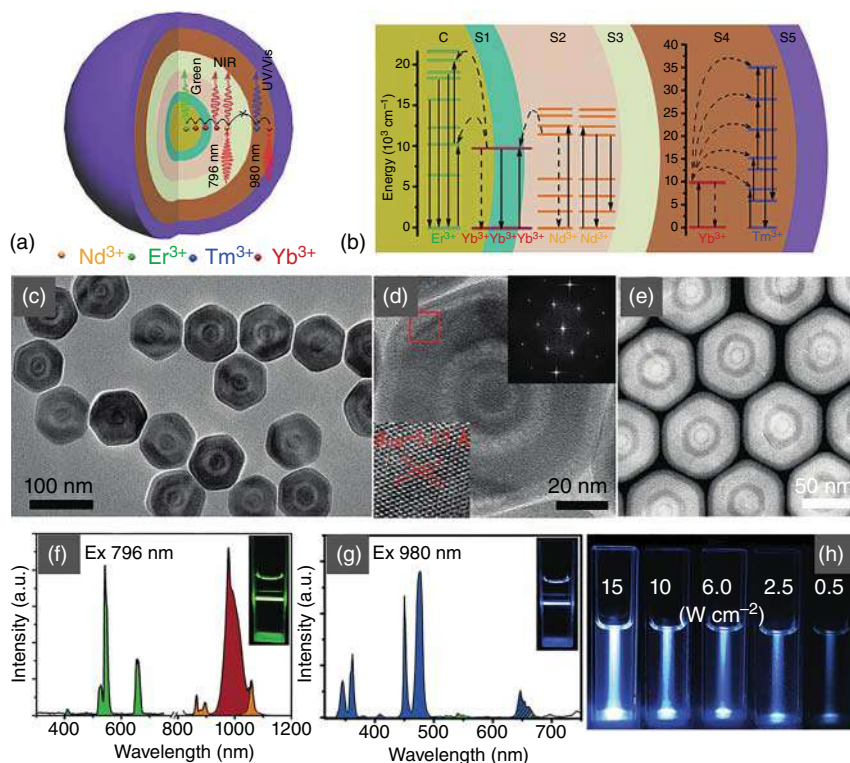 Green
NIR
UV/Vis
796 nm
980 nm
(a)
Nd³⁺ Er³⁺ Tm³⁺ Yb³⁺
(b)
C S1 S2 S3 S4 S5
Energy (10³ cm⁻¹)
20
15
10
5
0
40
35
30
25
20
15
10
5
0
Er³⁺ Yb³⁺ Yb³⁺ Yb³⁺ Nd³⁺ Nd³⁺
Yb³⁺ Tm³⁺
(c)
100 nm
(d)
20 nm
(e)
50 nm
(f) Ex 796 nm
Intensity (a.u.)
400 600 800 1000 1200
Wavelength (nm)
(g) Ex 980 nm
Intensity (a.u.)
400 500 600 700
Wavelength (nm)
(h)
15 10 6.0 2.5 0.5
(W cm⁻²)